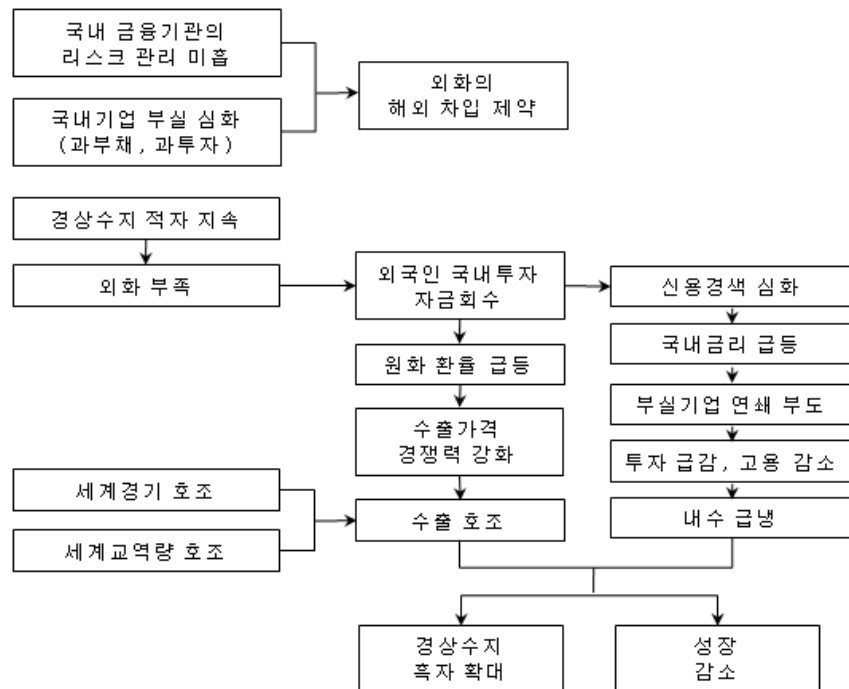 국내 금융기관의
리스크 관리 미흡
국내기업 부실 심화
(과부채, 과투자)
외화의
해외 차입 제약
경상수지 적자 지속
외화 부족
외국인 국내투자
자금회수
신용경색 심화
원화 환율 급등
국내금리 급등
수출가격
경쟁력 강화
부실기업 연쇄 부도
투자 급감, 고용 감소
세계경기 호조
세계교역량 호조
수출 호조
내수 급냉
경상수지
흑자 확대
성장
감소